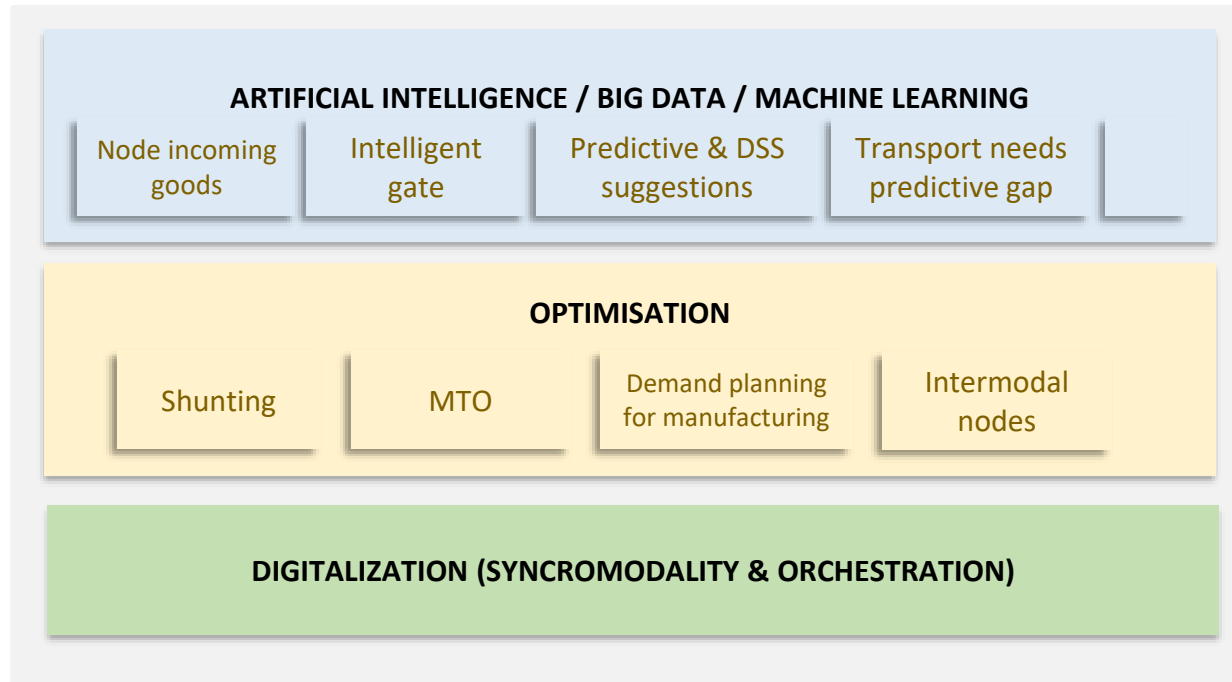 ARTIFICIAL INTELLIGENCE / BIG DATA / MACHINE LEARNING
Node incoming
goods
Intelligent
gate
Predictive & DSS
suggestions
Transport needs
predictive gap
OPTIMISATION
Shunting
MTO
Demand planning
for manufacturing
Intermodal
nodes
DIGITALIZATION (SYNCROMODALITY & ORCHESTRATION)